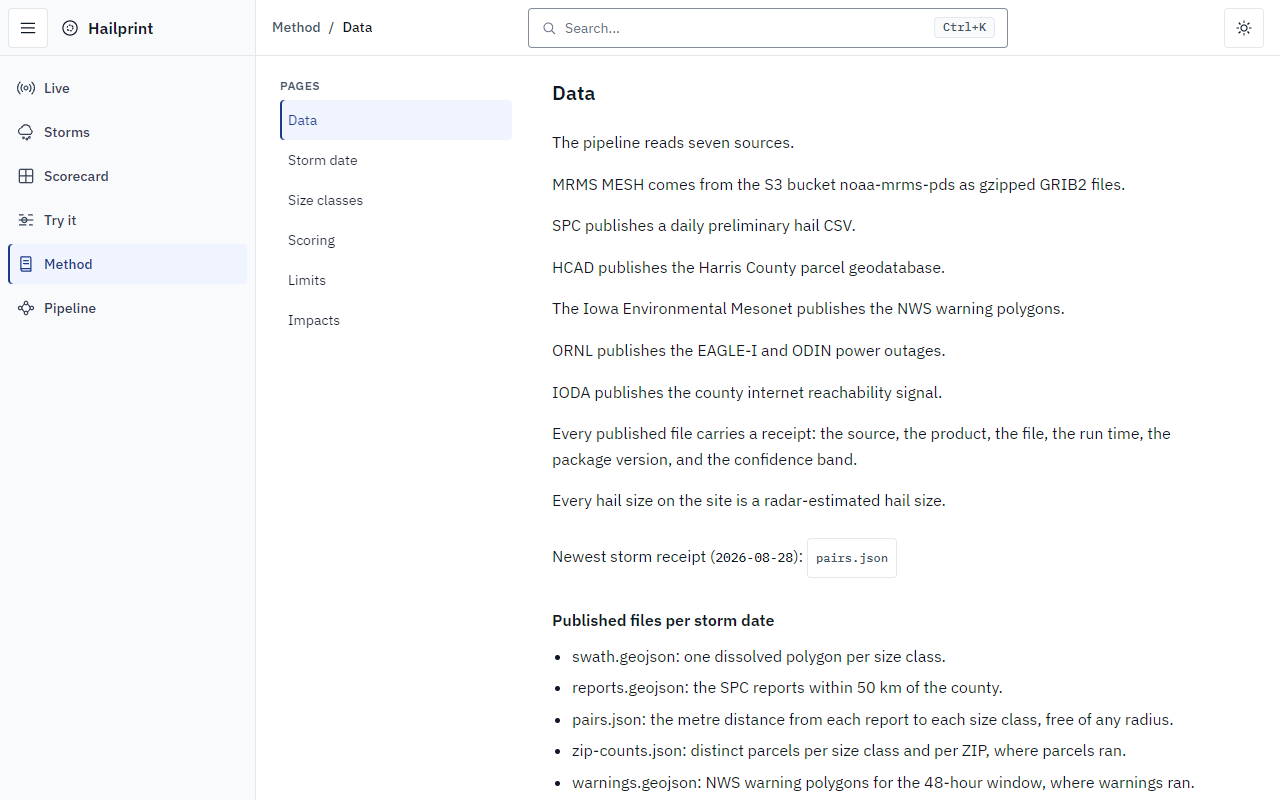 Hailprint
Method / Data
Search...
Ctrl+K
Live
Storms
Scorecard
Try it
Method
Pipeline
PAGES
Data
Storm date
Size classes
Scoring
Limits
Impacts
Data
The pipeline reads seven sources.
MRMS MESH comes from the S3 bucket noaa-mrms-pds as gzipped GRIB2 files.
SPC publishes a daily preliminary hail CSV.
HCAD publishes the Harris County parcel geodatabase.
The Iowa Environmental Mesonet publishes the NWS warning polygons.
ORNL publishes the EAGLE-I and ODIN power outages.
IODA publishes the county internet reachability signal.
Every published file carries a receipt: the source, the product, the file, the run time, the
package version, and the confidence band.
Every hail size on the site is a radar-estimated hail size.
Newest storm receipt (2026-08-28): pairs.json
Published files per storm date
• swath.geojson: one dissolved polygon per size class.
• reports.geojson: the SPC reports within 50 km of the county.
• pairs.json: the metre distance from each report to each size class, free of any radius.
• zip-counts.json: distinct parcels per size class and per ZIP, where parcels ran.
• warnings.geojson: NWS warning polygons for the 48-hour window, where warnings ran.